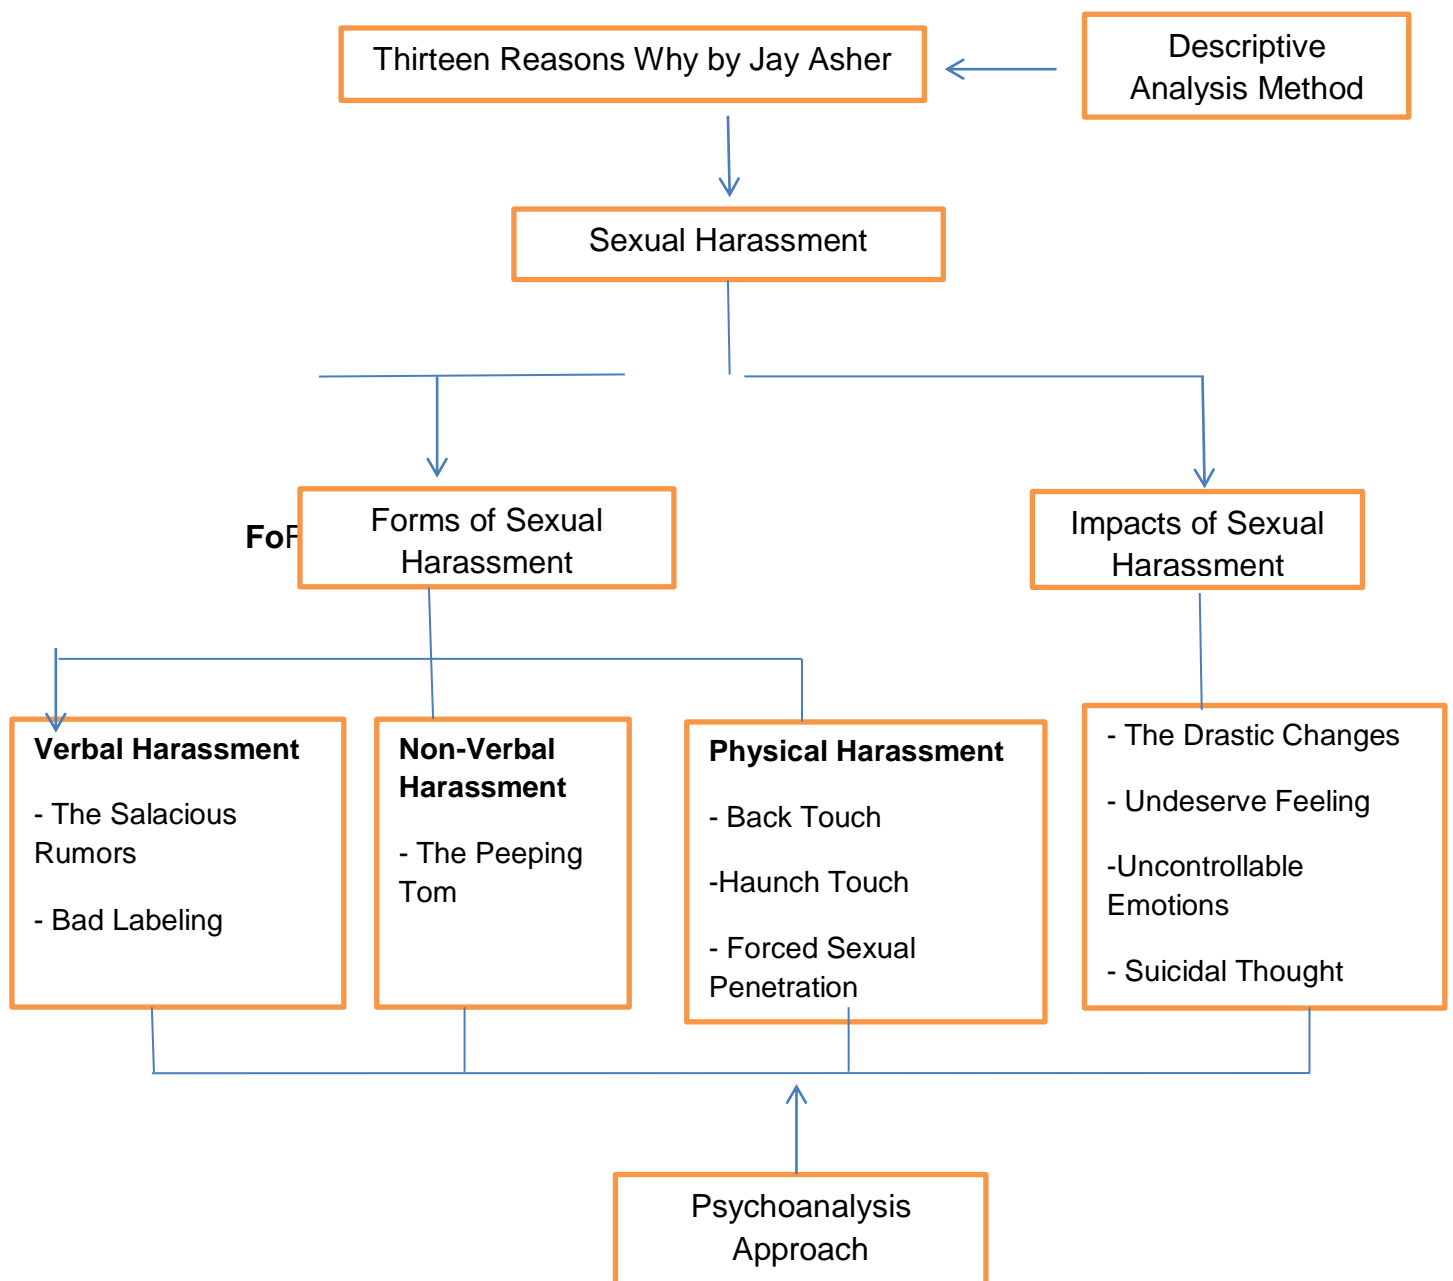 Thirteen Reasons Why by Jay Asher
Descriptive
Analysis Method
Sexual Harassment
FoF
Forms of Sexual
Harassment
Impacts of Sexual
Harassment
Verbal Harassment
- The Salacious
Rumors
- Bad Labeling
Non-Verbal
Harassment
- The Peeping
Tom
Physical Harassment
- Back Touch
-Haunch Touch
- Forced Sexual
Penetration
- The Drastic Changes
- Undeserve Feeling
-Uncontrollable
Emotions
- Suicidal Thought
Psychoanalysis
Approach